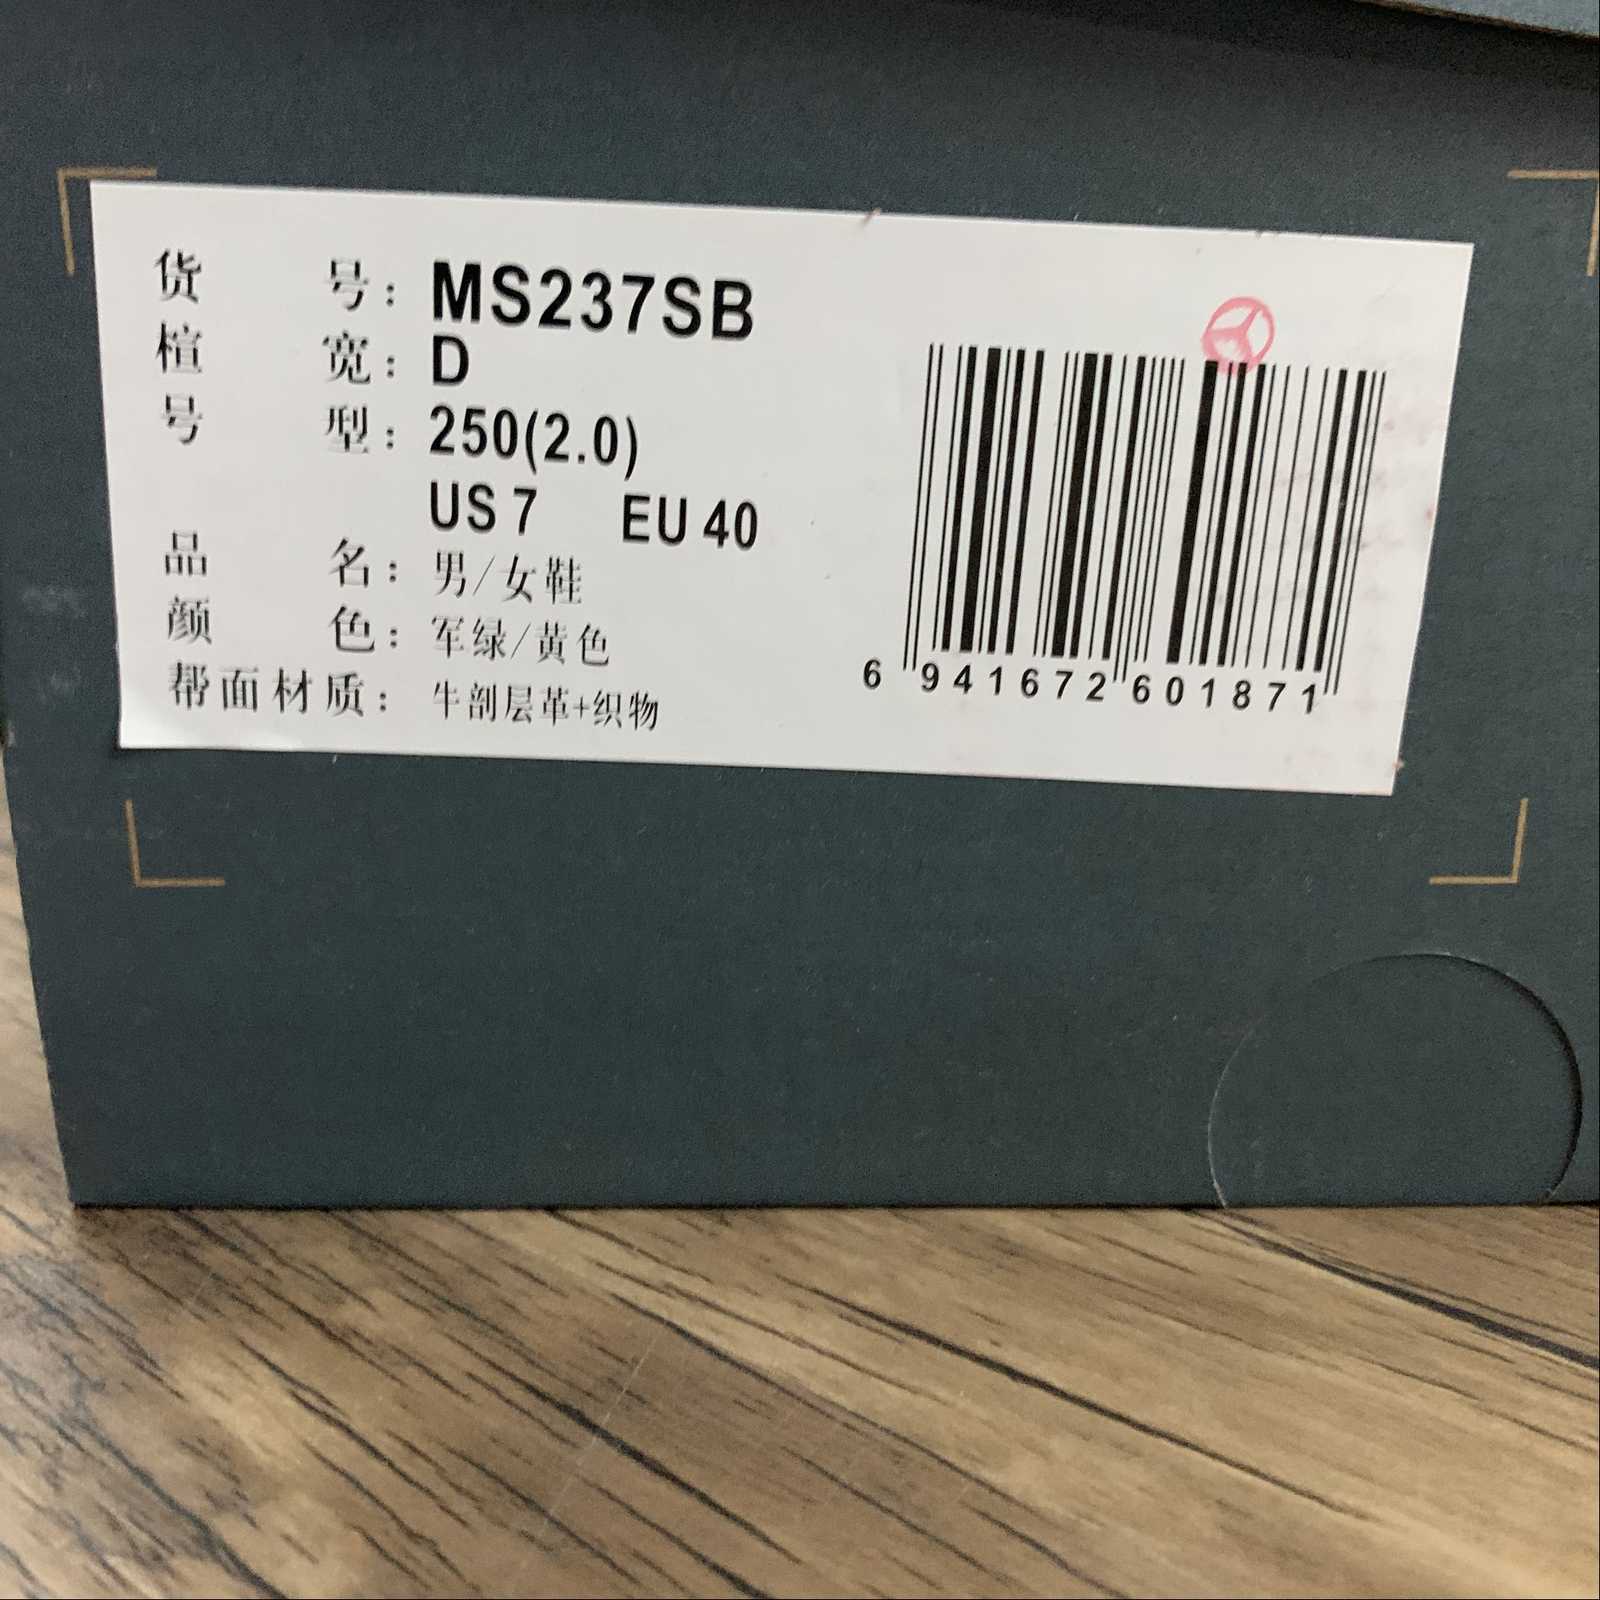 货号：MS237SB
楦宽：D
号型：250(2.0)
US 7 EU 40
品名：男/女鞋
颜色：军绿/黄色
帮面材质：牛剖层革+织物
6 941672 601871